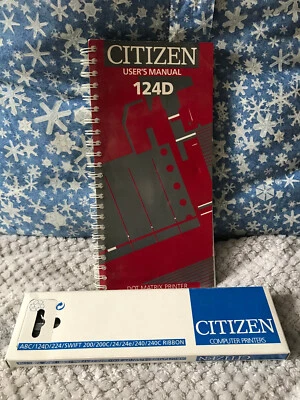 CITIZEN
USER'S MANUAL
124D
DOT MATRIX PRINTER
CITIZEN
COMPUTER PRINTERS
ABC/124D/224/SWIFT 200/200C/24/24e/240/240C RIBBON
CITIZEN